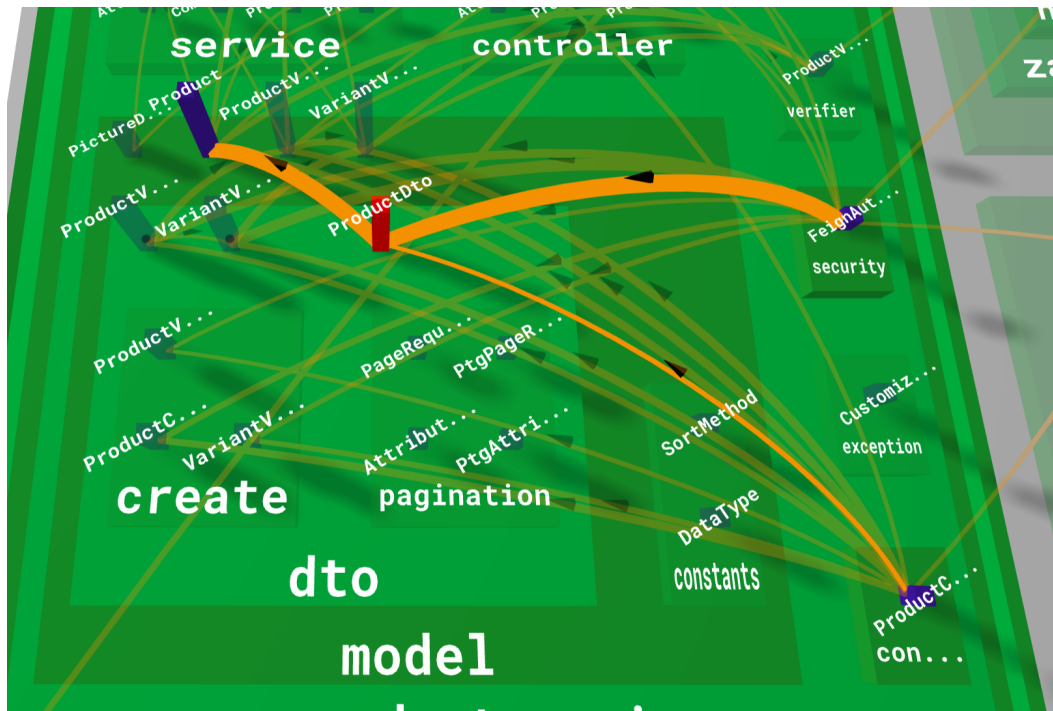 service
controller
Product
ProductV...
VariantV...
PictureD...
ProductV...
verifier
ProductV...
VariantV...
ProductDto
FeignAut...
security
ProductV...
PageRequ...
PtgPageR...
ProductC...
VariantV...
Attribut...
PtgAttri...
SortMethod
Customiz...
exception
create
pagination
DataType
constants
dto
ProductC...
con...
model